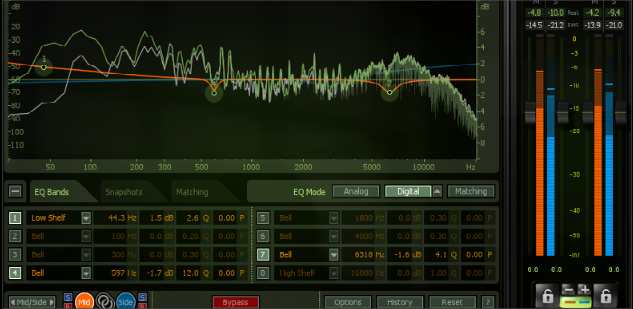 M S M S
-4.8 -10.0 Peak -4.2 -9.4
-14.5 -21.2 RMS -13.9 -21.0
dB dB
-20 6
-30
-40 4
-50 2
-60 0
-70 -2
-80
-90 -4
-100 -6
-110 -8
50 100 200 300 500 1000 2000 5000 10000 Hz
1
EQ Bands Snapshots Matching EQ Mode Analog Digital Matching
1 Low Shelf 44.3 Hz 1.5 dB 2.6 Q 0.00 P 5 Bell 1800 Hz 0.0 dB 0.30 Q 0.00 P
2 Bell 100 Hz 0.0 dB 0.20 Q 0.00 P 6 Bell 4000 Hz 0.0 dB 0.30 Q 0.00 P
3 Bell 300 Hz 0.0 dB 0.30 Q 0.00 P 7 Bell 6318 Hz -1.6 dB 4.1 Q 0.00 P
4 Bell 597 Hz -1.7 dB 12.0 Q 0.00 P 8 High Shelf 16000 Hz 0.0 dB 1.00 Q 0.00 P
Mid/Side S B Mid Side S B Bypass Options History Reset ?
0
-3
-6
-10
-15
-20
-30
-50
-Inf
0.0 0.0 0.0 0.0